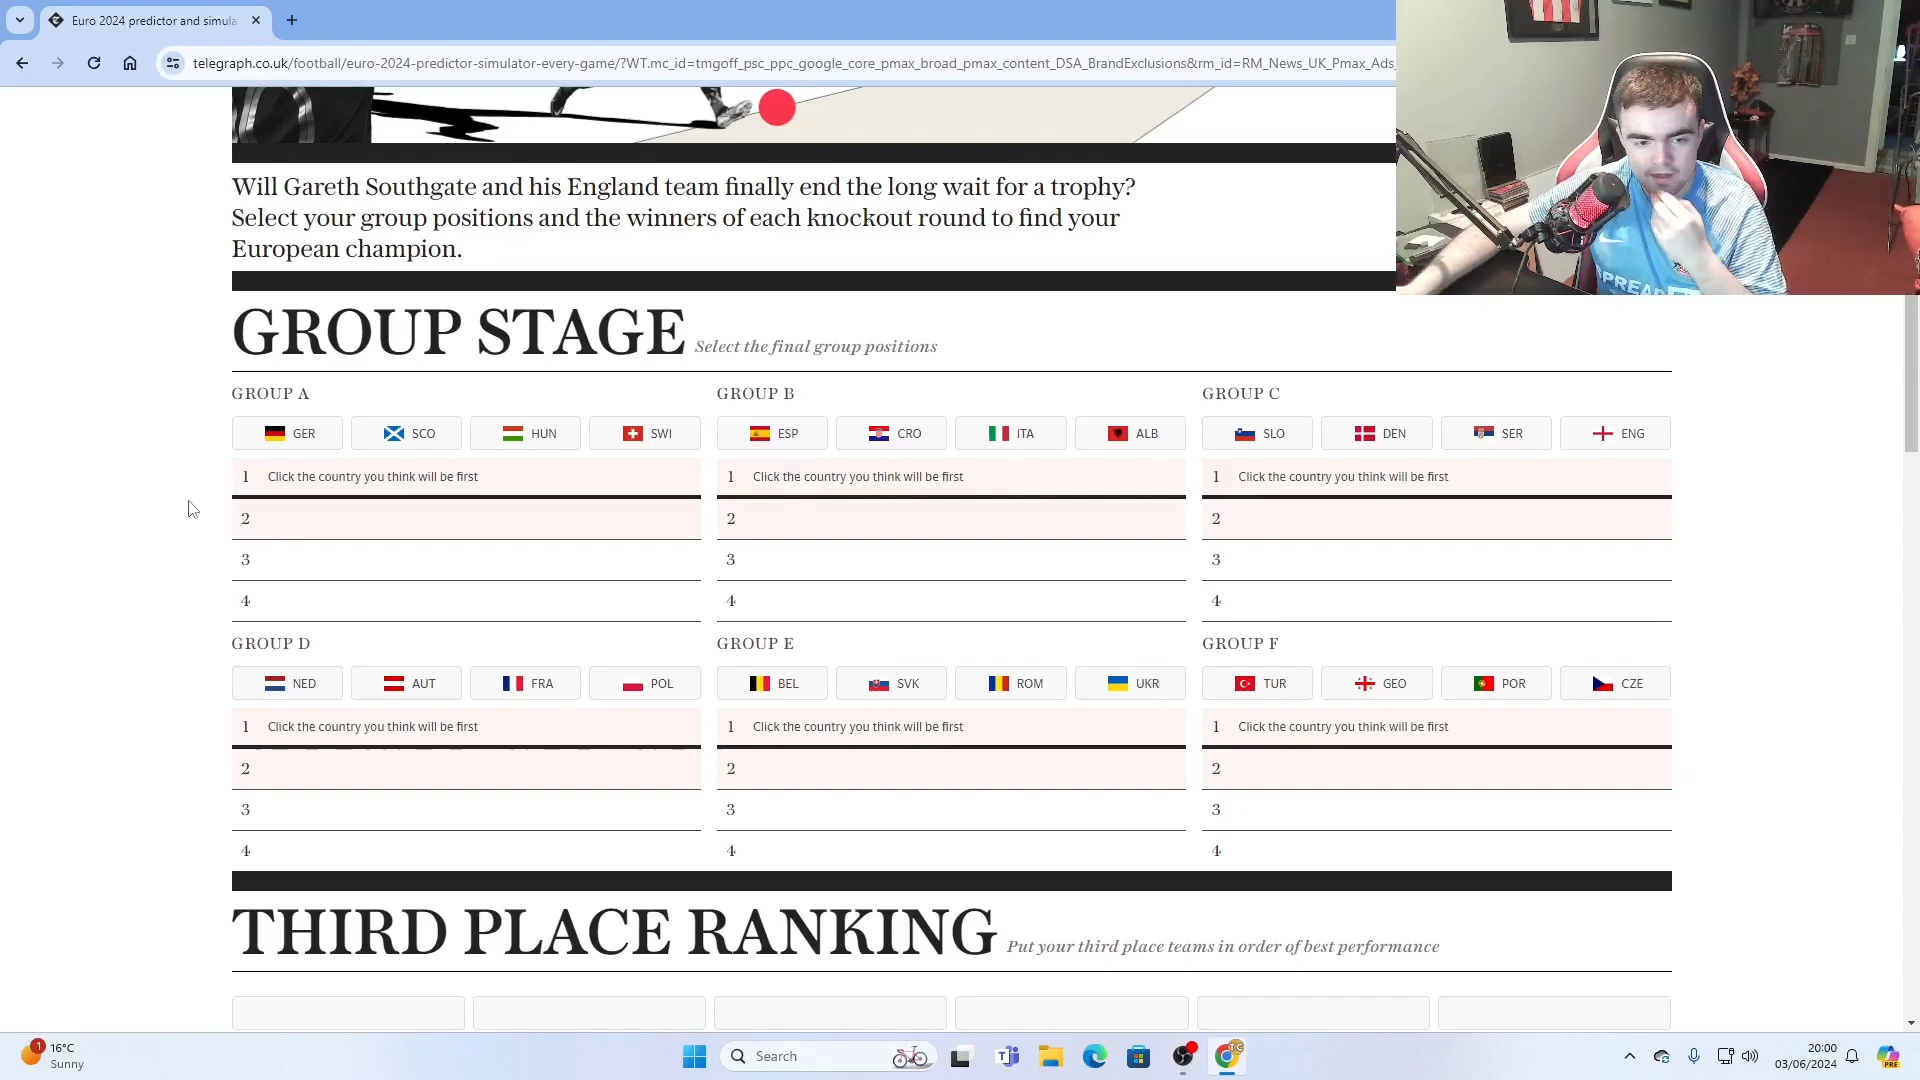 Euro 2024 predictor and simula
telegraph.co.uk/football/euro-2024-predictor-simulator-every-game/?WT.mc_id=tmgoff_psc_ppc_google_core_pmax_broad_pmax_content_DSA_BrandExclusions&rm_id=RM_News_UK_Pmax_Ads_
Will Gareth Southgate and his England team finally end the long wait for a trophy?
Select your group positions and the winners of each knockout round to find your
European champion.
GROUP STAGE Select the final group positions
GROUP A
GER SCO HUN SWI
1 Click the country you think will be first
2
3
4
GROUP B
ESP CRO ITA ALB
1 Click the country you think will be first
2
3
4
GROUP C
SLO DEN SER ENG
1 Click the country you think will be first
2
3
4
GROUP D
NED AUT FRA POL
1 Click the country you think will be first
2
3
4
GROUP E
BEL SVK ROM UKR
1 Click the country you think will be first
2
3
4
GROUP F
TUR GEO POR CZE
1 Click the country you think will be first
2
3
4
THIRD PLACE RANKING Put your third place teams in order of best performance
1
16°C
Sunny
Search
T.C
20:00
03/06/2024
PRE